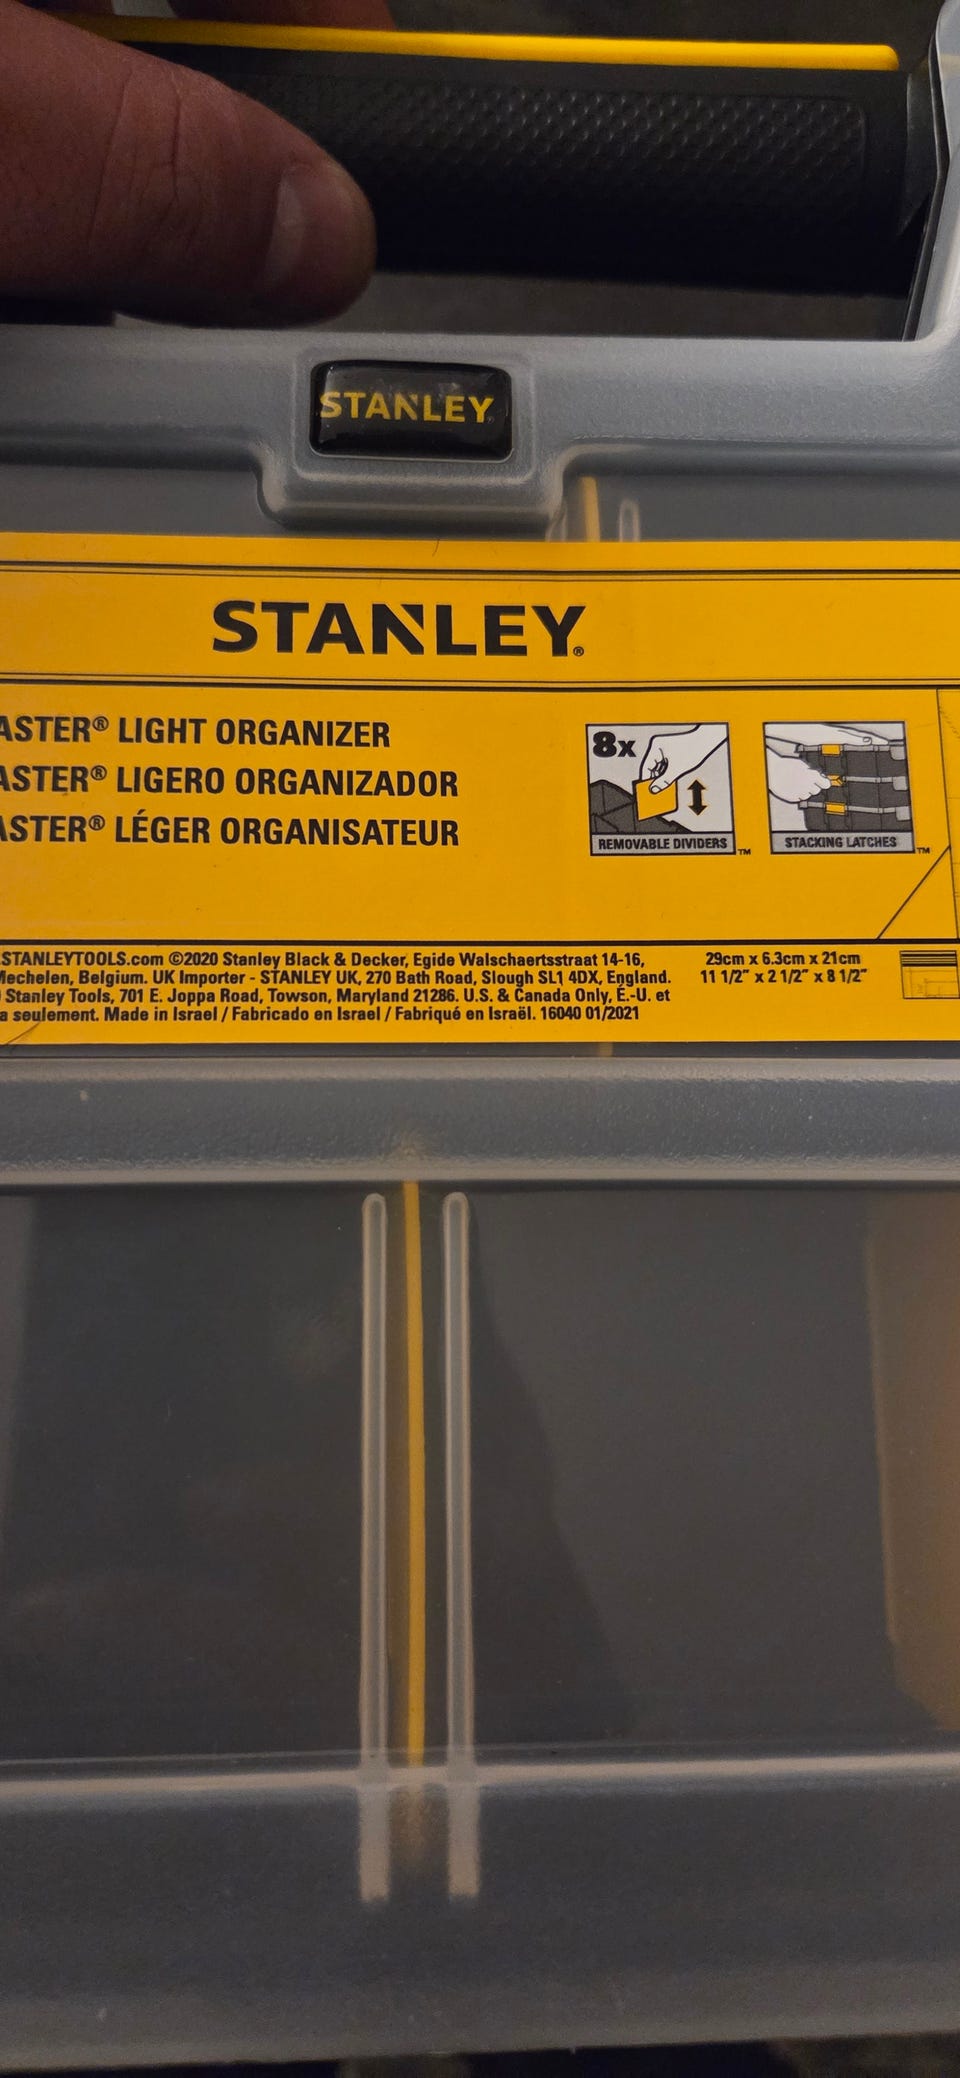 STANLEY
STANLEY®
ASTER® LIGHT ORGANIZER
ASTER® LIGERO ORGANIZADOR
ASTER® LÉGER ORGANISATEUR
8x
REMOVABLE DIVIDERS ™
STACKING LATCHES ™
STANLEYTOOLS.com ©2020 Stanley Black & Decker, Egide Walschaertsstraat 14-16,
Mechelen, Belgium. UK Importer - STANLEY UK, 270 Bath Road, Slough SL1 4DX, England.
Stanley Tools, 701 E. Joppa Road, Towson, Maryland 21286. U.S. & Canada Only, É.-U. et
a seulement. Made in Israel / Fabricado en Israel / Fabriqué en Israël. 16040 01/2021
29cm x 6.3cm x 21cm
11 1/2" x 2 1/2" x 8 1/2"